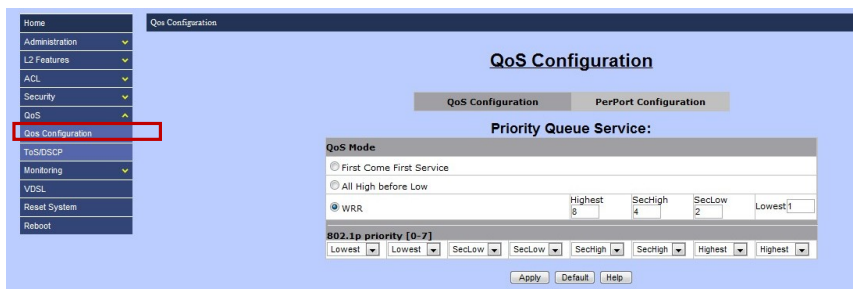 Home
Administration
L2 Features
ACL
Security
QoS
Qos Configuration
ToS/DSCP
Monitoring
VDSL
Reset System
Reboot
Qos Configuration
QoS Configuration
QoS Configuration PerPort Configuration
Priority Queue Service:
QoS Mode
First Come First Service
All High before Low
WRR Highest 8 SecHigh 4 SecLow 2 Lowest 1
802.1p priority [0-7]
Lowest Lowest SecLow SecLow SecHigh SecHigh Highest Highest
Apply Default Help